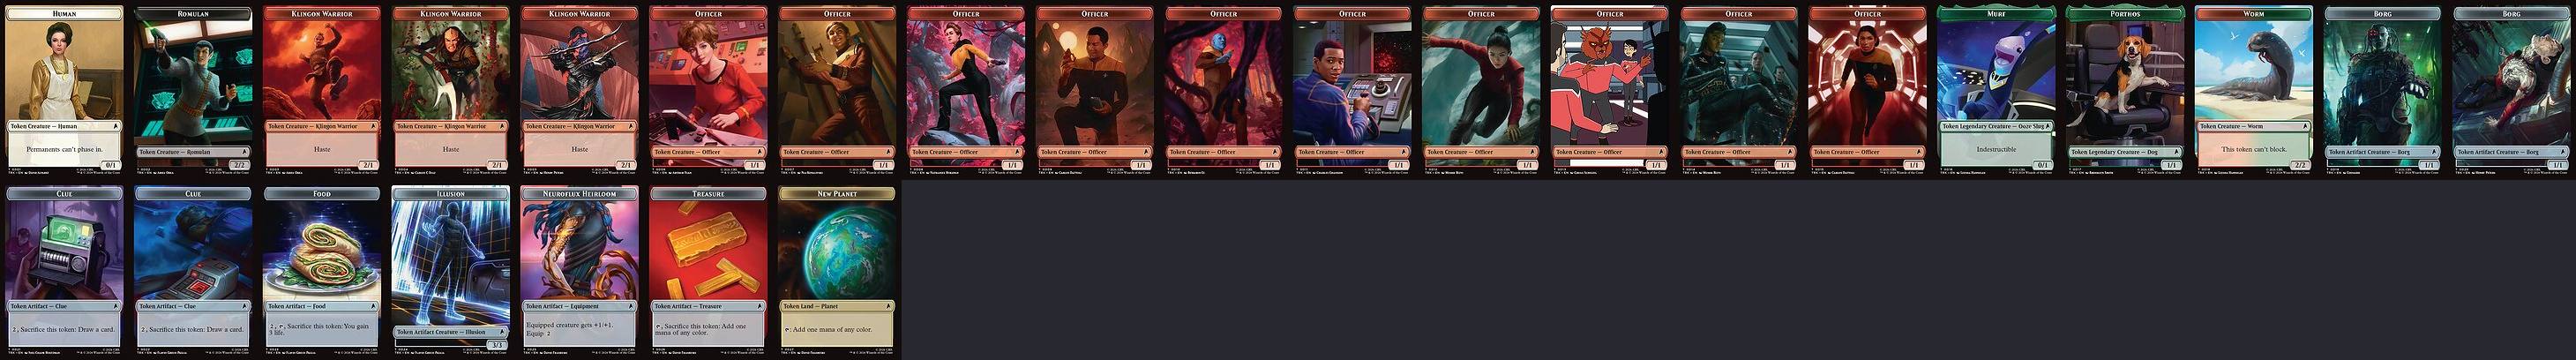 HUMAN
Token Creature — Human
Permanents can't phase in.
0/1
ROMULAN
Token Creature — Romulan
2/2
KLINGON WARRIOR
Token Creature — Klingon Warrior
Haste
2/1
KLINGON WARRIOR
Token Creature — Klingon Warrior
Haste
2/1
KLINGON WARRIOR
Token Creature — Klingon Warrior
Haste
2/1
OFFICER
Token Creature — Officer
1/1
OFFICER
Token Creature — Officer
1/1
OFFICER
Token Creature — Officer
1/1
OFFICER
Token Creature — Officer
1/1
OFFICER
Token Creature — Officer
1/1
OFFICER
Token Creature — Officer
1/1
OFFICER
Token Creature — Officer
1/1
OFFICER
Token Creature — Officer
1/1
OFFICER
Token Creature — Officer
1/1
OFFICER
Token Creature — Officer
1/1
MURF
Token Legendary Creature — Ooze Slug
Indestructible
0/1
PORTHOS
Token Legendary Creature — Dog
1/1
WORM
Token Creature — Worm
This token can't block.
2/2
BORG
Token Artifact Creature — Borg
1/1
BORG
Token Artifact Creature — Borg
1/1
CLUE
Token Artifact — Clue
2, Sacrifice this token: Draw a card.
CLUE
Token Artifact — Clue
2, Sacrifice this token: Draw a card.
FOOD
Token Artifact — Food
2, Sacrifice this token: You gain
3 life.
ILLUSION
Token Artifact Creature — Illusion
3/3
NEUROFLUX HEIRLOOM
Token Artifact — Equipment
Equipped creature gets +1/+1.
Equip 2
TREASURE
Token Artifact — Treasure
, Sacrifice this token: Add one
mana of any color.
NEW PLANET
Token Land — Planet
: Add one mana of any color.